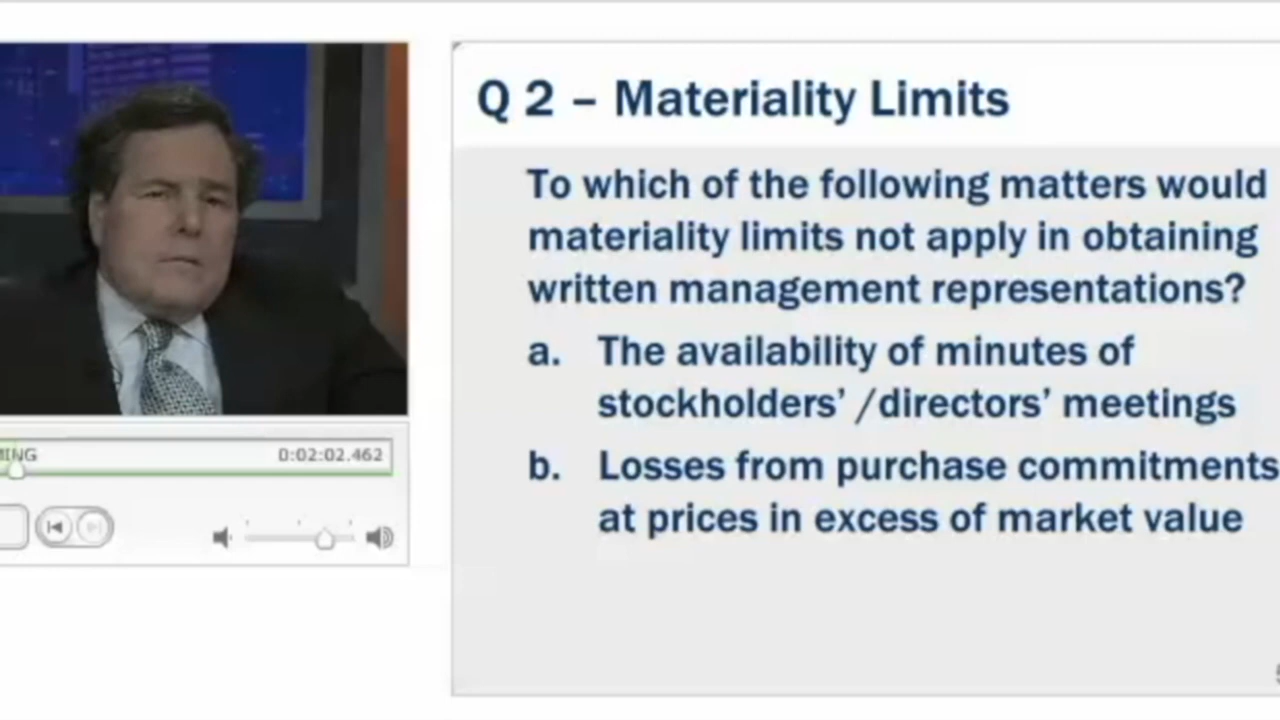 Q 2 – Materiality Limits
To which of the following matters would
materiality limits not apply in obtaining
written management representations?
a. The availability of minutes of
stockholders’ /directors’ meetings
b. Losses from purchase commitments
at prices in excess of market value
0:02:02.462